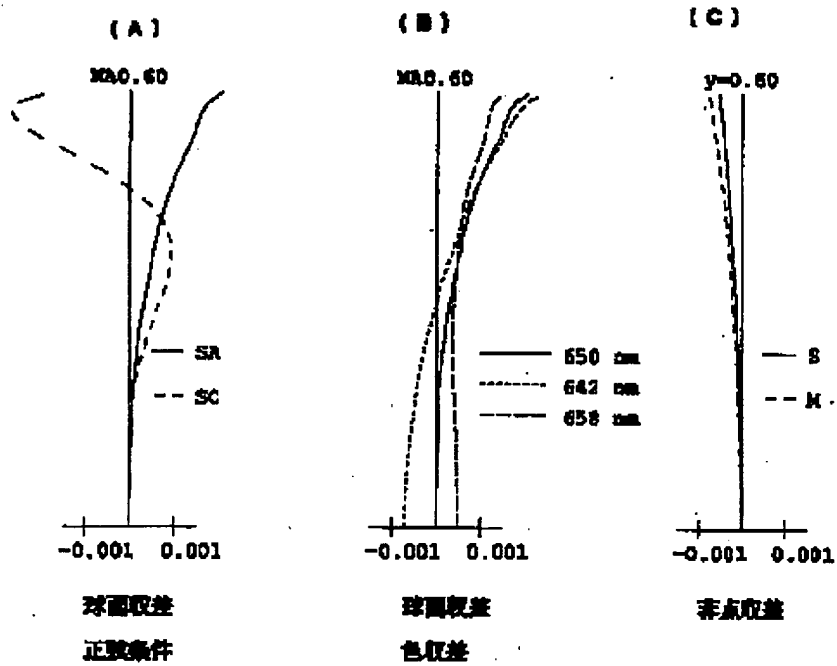 (A)
NA0.60
SA
SC
-0.001 0.001
球面収差
正弦条件
(B)
NA0.60
650 nm
642 nm
658 nm
-0.001 0.001
球面収差
色収差
(C)
y=0.60
S
M
-0.001 0.001
非点収差